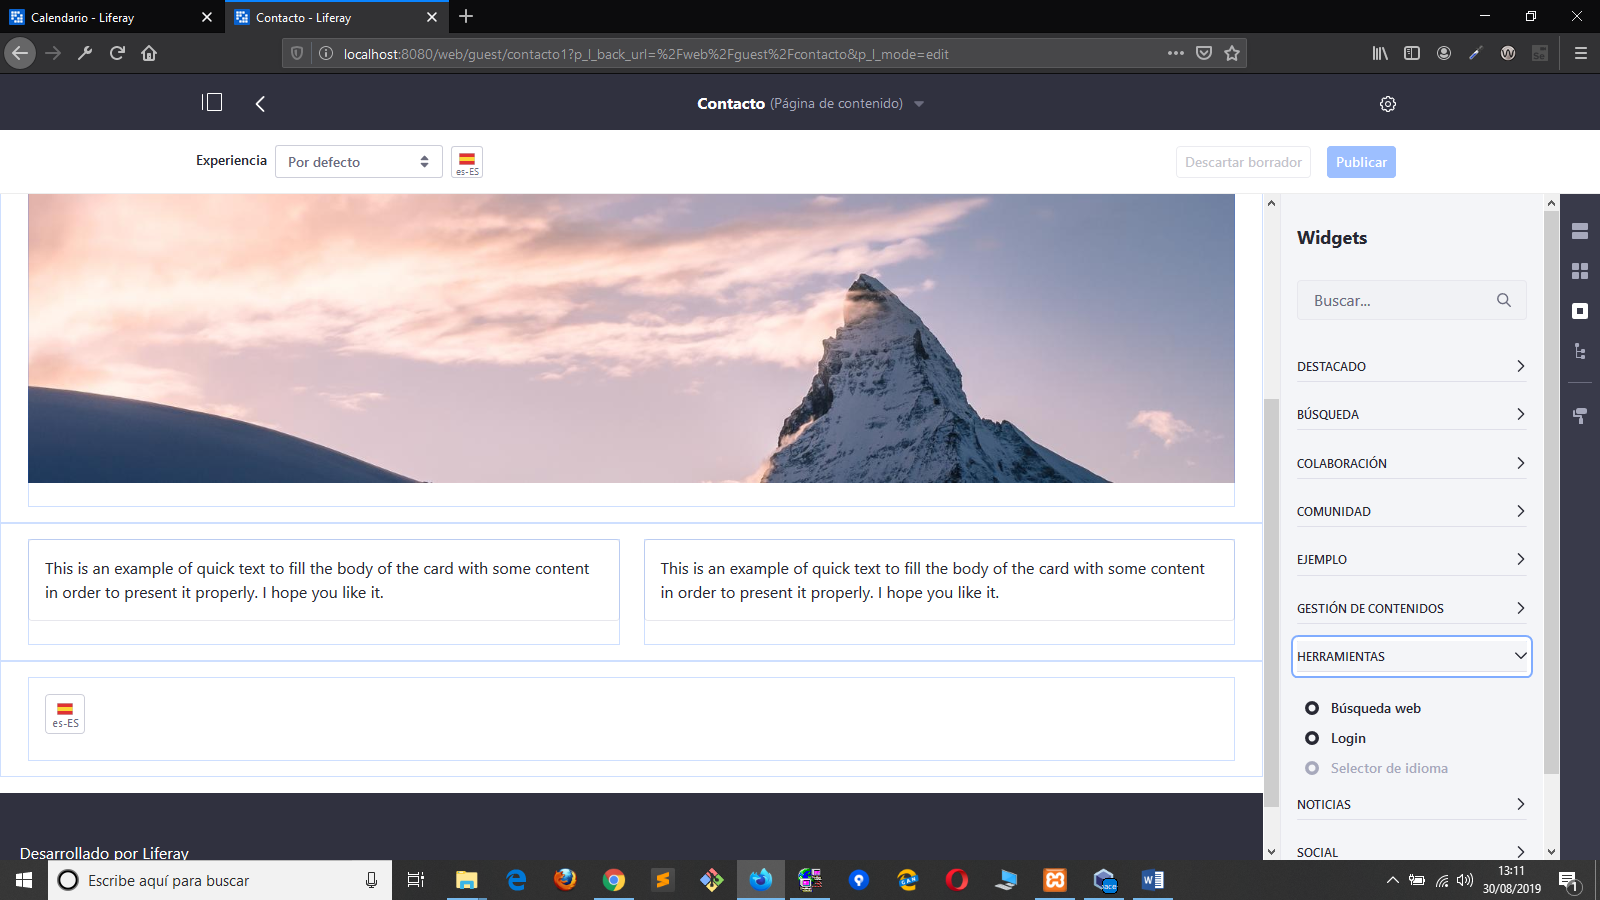 Calendario - Liferay
Contacto - Liferay
localhost:8080/web/guest/contacto1?p_l_back_url=%2Fweb%2Fguest%2Fcontacto&p_l_mode=edit
Contacto (Página de contenido)
Experiencia
Por defecto
es-ES
Descartar borrador
Publicar
This is an example of quick text to fill the body of the card with some content
in order to present it properly. I hope you like it.
This is an example of quick text to fill the body of the card with some content
in order to present it properly. I hope you like it.
es-ES
Desarrollado por Liferay
Widgets
Buscar...
DESTACADO
BÚSQUEDA
COLABORACIÓN
COMUNIDAD
EJEMPLO
GESTIÓN DE CONTENIDOS
HERRAMIENTAS
Búsqueda web
Login
Selector de idioma
NOTICIAS
SOCIAL
Escribe aquí para buscar
13:11
30/08/2019
1